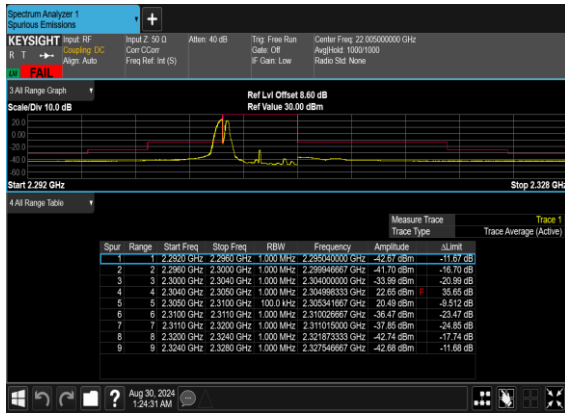 Spectrum Analyzer 1
Spurious Emissions
+
KEYSIGHT Input: RF Input Z: 50 Ω Atten: 40 dB Trig: Free Run Center Freq: 22.005000000 GHz
R T Coupling: DC Corr CCorr Gate: Off Avg|Hold: 1000/1000
Align: Auto Freq Ref: Int (S) IF Gain: Low Radio Std: None
FAIL
3 All Range Graph Ref Lvl Offset 8.60 dB
Scale/Div 10.0 dB Ref Value 30.00 dBm
20.0
0.00
-20.0
-40.0
-60.0
Start 2.292 GHz Stop 2.328 GHz
4 All Range Table
Measure Trace Trace 1
Trace Type Trace Average (Active)
Spur Range Start Freq Stop Freq RBW Frequency Amplitude ΔLimit
1 1 2.2920 GHz 2.2960 GHz 1.000 MHz 2.295040000 GHz -42.67 dBm -11.67 dB
2 2 2.2960 GHz 3.0000 GHz 1.000 MHz 2.299946667 GHz -41.70 dBm -16.70 dB
3 3 2.3000 GHz 2.3040 GHz 1.000 MHz 2.304000000 GHz -33.99 dBm -20.99 dB
4 4 2.3040 GHz 2.3050 GHz 1.000 MHz 2.304998333 GHz 22.65 dBm F 35.65 dB
5 5 2.3050 GHz 2.3100 GHz 100.0 kHz 2.305341667 GHz 20.49 dBm -9.512 dB
6 6 2.3100 GHz 2.3110 GHz 1.000 MHz 2.310026667 GHz -36.47 dBm -23.47 dB
7 7 2.3110 GHz 2.3200 GHz 1.000 MHz 2.311015000 GHz -37.85 dBm -24.85 dB
8 8 2.3200 GHz 2.3240 GHz 1.000 MHz 2.321873333 GHz -42.74 dBm -17.74 dB
9 9 2.3240 GHz 2.3280 GHz 1.000 MHz 2.327546667 GHz -42.68 dBm -11.68 dB
? Aug 30, 2024
1:24:31 AM